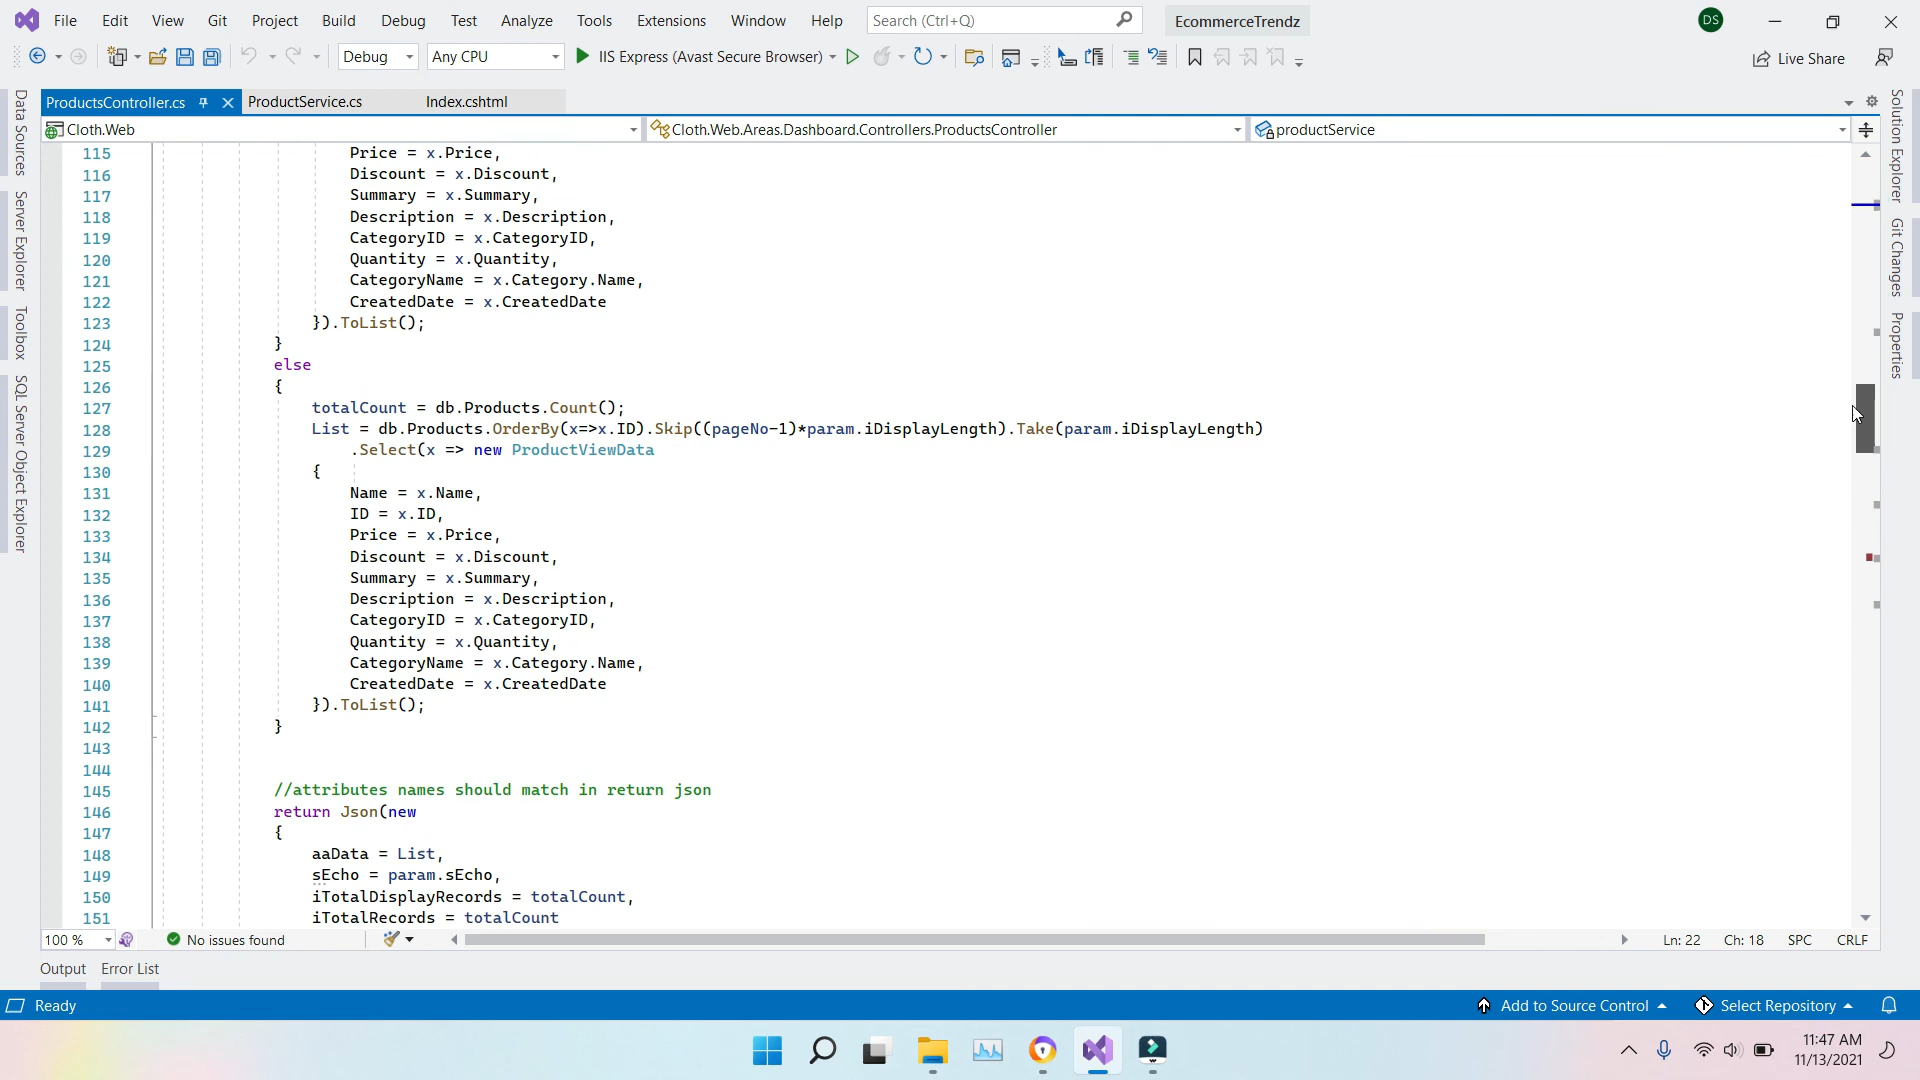 File Edit View Git Project Build Debug Test Analyze Tools Extensions Window Help Search (Ctrl+Q) EcommerceTrendz DS
Debug Any CPU IIS Express (Avast Secure Browser) Live Share
ProductsController.cs ProductService.cs Index.cshtml
Cloth.Web Cloth.Web.Areas.Dashboard.Controllers.ProductsController productService
Data Sources
Server Explorer
Toolbox
SQL Server Object Explorer
115 Price = x.Price,
116 Discount = x.Discount,
117 Summary = x.Summary,
118 Description = x.Description,
119 CategoryID = x.CategoryID,
120 Quantity = x.Quantity,
121 CategoryName = x.Category.Name,
122 CreatedDate = x.CreatedDate
123 }).ToList();
124 }
125 else
126 {
127 totalCount = db.Products.Count();
128 List = db.Products.OrderBy(x=>x.ID).Skip((pageNo-1)*param.iDisplayLength).Take(param.iDisplayLength)
129 .Select(x => new ProductViewData
130 {
131 Name = x.Name,
132 ID = x.ID,
133 Price = x.Price,
134 Discount = x.Discount,
135 Summary = x.Summary,
136 Description = x.Description,
137 CategoryID = x.CategoryID,
138 Quantity = x.Quantity,
139 CategoryName = x.Category.Name,
140 CreatedDate = x.CreatedDate
141 }).ToList();
142 }
143
144
145 //attributes names should match in return json
146 return Json(new
147 {
148 aaData = List,
149 sEcho = param.sEcho,
150 iTotalDisplayRecords = totalCount,
151 iTotalRecords = totalCount
Solution Explorer
Git Changes
Properties
100 % No issues found Ln: 22 Ch: 18 SPC CRLF
Output Error List
Ready Add to Source Control Select Repository
11:47 AM
11/13/2021